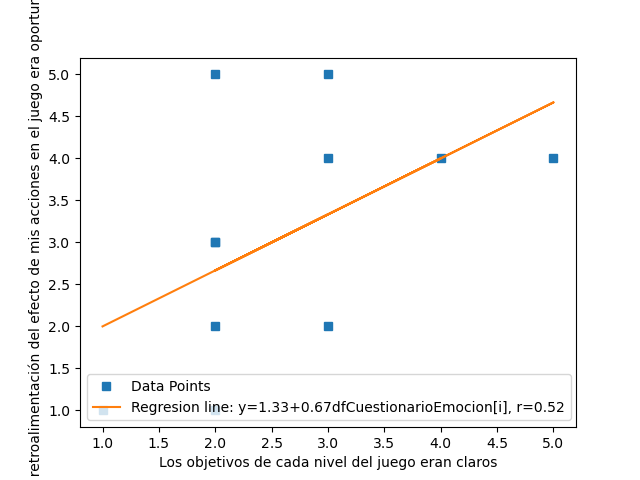 retroalimentación del efecto de mis acciones en el juego era
5.0
4.5
4.0
3.5
3.0
2.5
2.0
1.5
1.0
Data Points
Regresion line: y=1.33+0.67dfCuestionarioEmocion[i], r=0.52
1.0 1.5 2.0 2.5 3.0 3.5 4.0 4.5 5.0
Los objetivos de cada nivel del juego eran claros